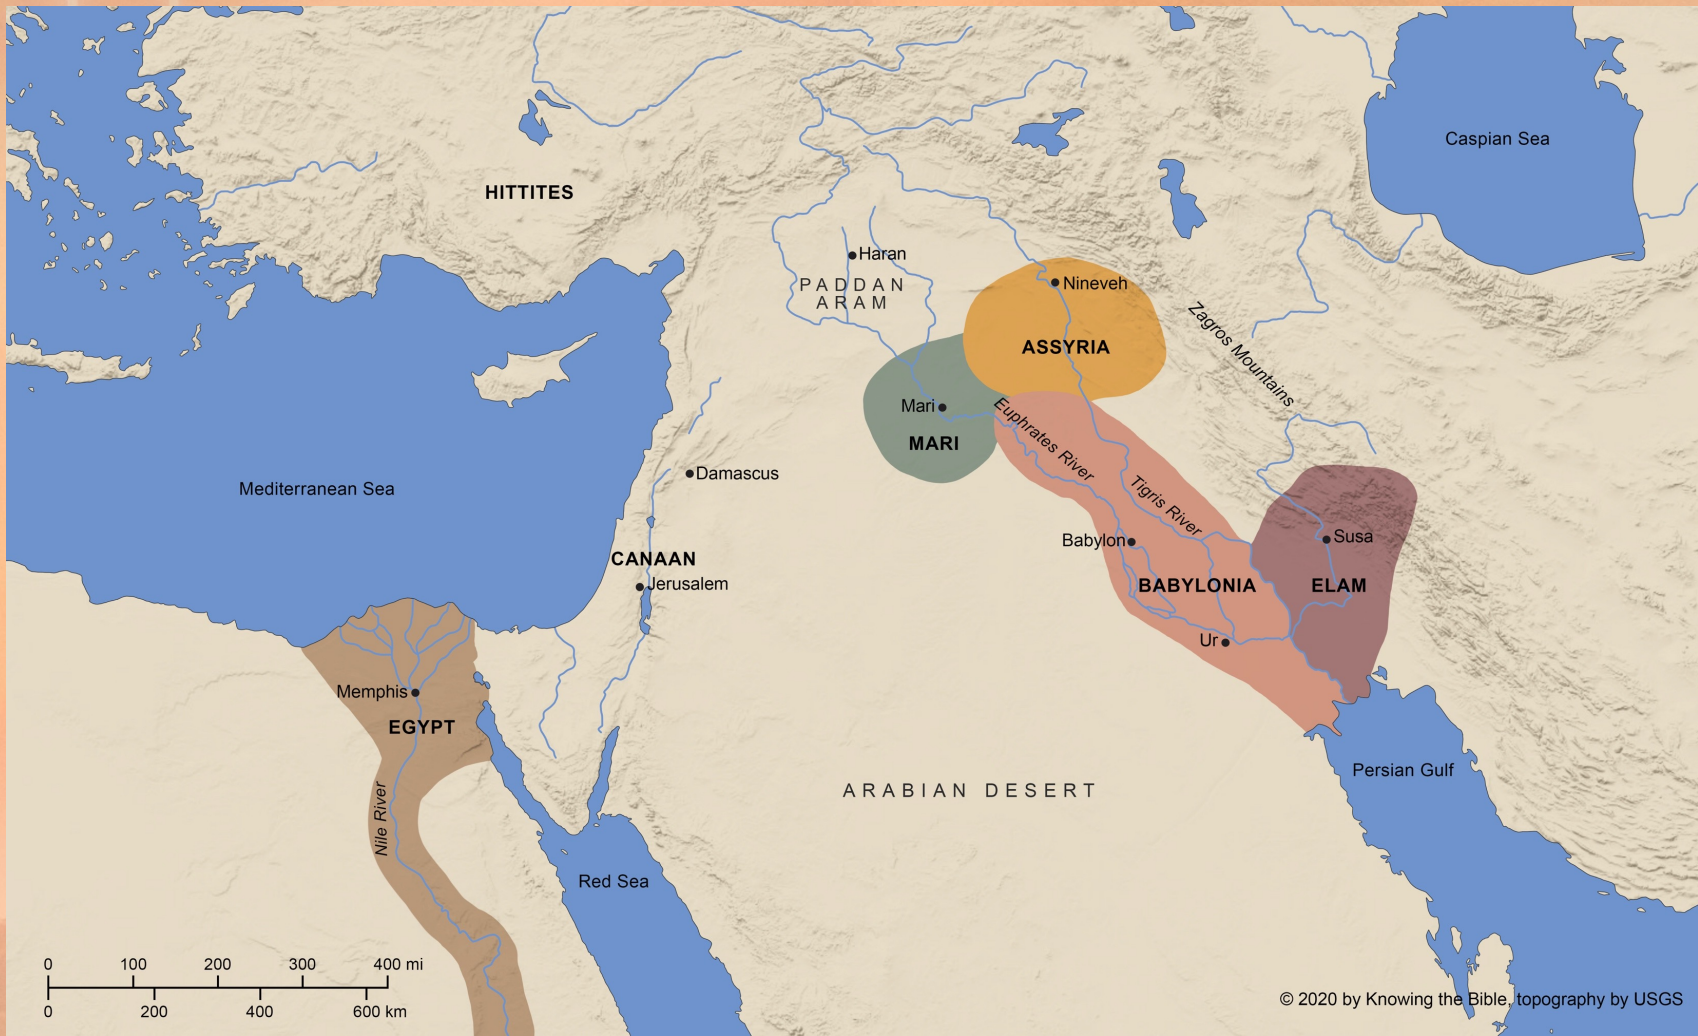 Caspian Sea
HITTITES
Haran
PADDAN
ARAM
Nineveh
Zagros Mountains
ASSYRIA
Mari
MARI
Euphrates River
Damascus
Mediterranean Sea
Tigris River
Babylon
Susa
CANAAN
Jerusalem
BABYLONIA
ELAM
Ur
Memphis
EGYPT
Persian Gulf
ARABIAN DESERT
Nile River
Red Sea
0 100 200 300 400 mi
0 200 400 600 km
© 2020 by Knowing the Bible, topography by USGS